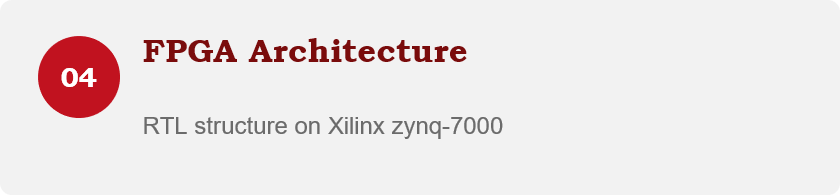 04
FPGA Architecture
RTL structure on Xilinx zynq-7000